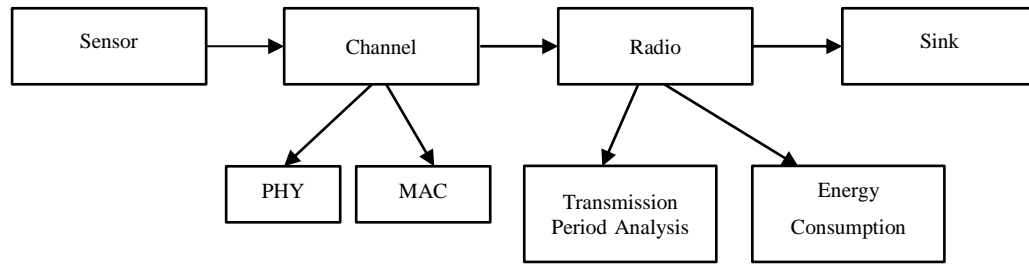 Sensor
Channel
Radio
Sink
PHY
MAC
Transmission
Period Analysis
Energy
Consumption